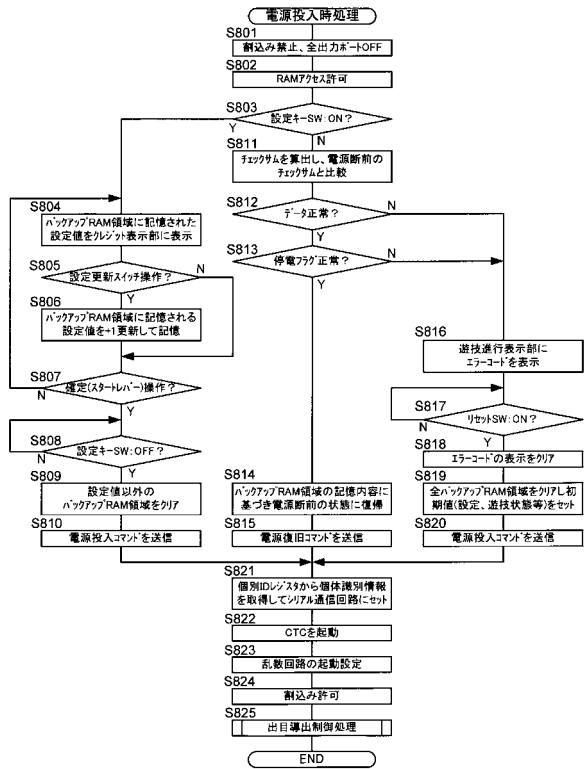 電源投入時処理
S801
割込み禁止、全出力ポートOFF
S802
RAMアクセス許可
S803
設定キーSW:ON?
Y
N
S811
チェックサムを算出し、電源断前の
チェックサムと比較
S812
データ正常?
N
Y
S813
停電フラグ正常?
N
Y
S804
バックアップRAM領域に記憶された
設定値をクレジット表示部に表示
S805
設定更新スイッチ操作?
N
Y
S806
バックアップRAM領域に記憶される
設定値を+1更新して記憶
S807
確定(スタートレバー)操作?
N
Y
S808
設定キーSW:OFF?
N
Y
S809
設定値以外の
バックアップRAM領域をクリア
S810
電源投入コマンドを送信
S814
バックアップRAM領域の記憶内容に
基づき電源断前の状態に復帰
S815
電源復旧コマンドを送信
S816
遊技進行表示部に
エラーコードを表示
S817
リセットSW:ON?
N
Y
S818
エラーコードの表示をクリア
S819
全バックアップRAM領域をクリアし初
期値(設定、遊技状態等)をセット
S820
電源投入コマンドを送信
S821
個別IDレジスタから個体識別情報
を取得してシリアル通信回路にセット
S822
CTCを起動
S823
乱数回路の起動設定
S824
割込み許可
S825
出目導出制御処理
END